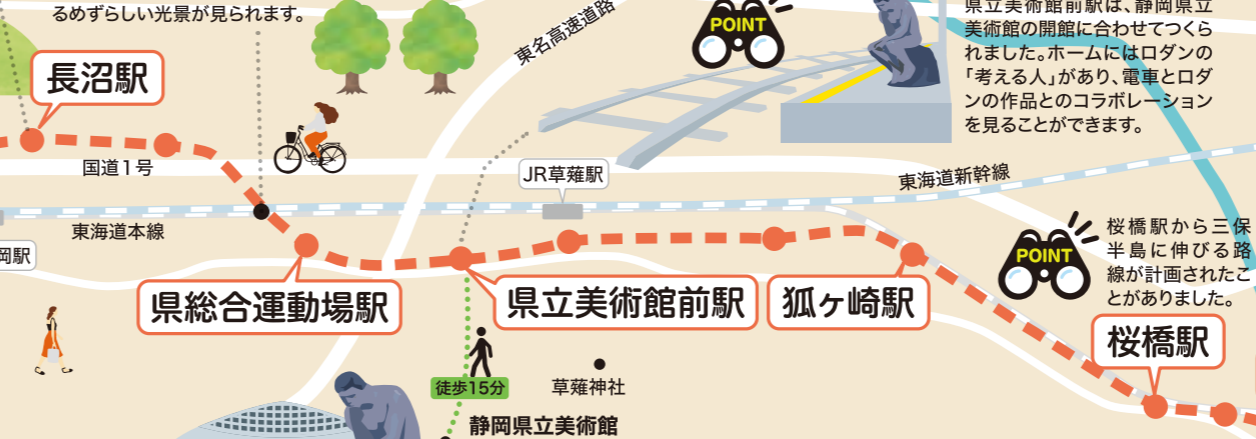 るめずらしい光景が見られます。
東名高速道路
POINT
県立美術館前駅は、静岡県立
美術館の開館に合わせてつくら
れました。ホームにはロダンの
「考える人」があり、電車とロダ
ンの作品とのコラボレーション
を見ることができます。
長沼駅
国道1号
JR草薙駅
東海道新幹線
東海道本線
岡駅
県総合運動場駅
県立美術館前駅
狐ヶ崎駅
POINT
桜橋駅から三保
半島に伸びる路
線が計画されたこ
とがありました。
桜橋駅
徒歩15分
草薙神社
静岡県立美術館